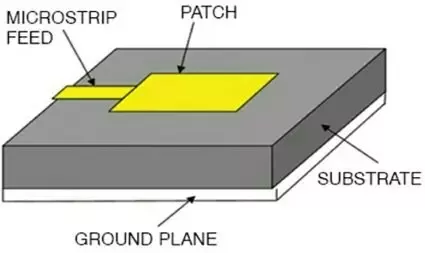 MICROSTRIP
FEED
PATCH
SUBSTRATE
GROUND PLANE